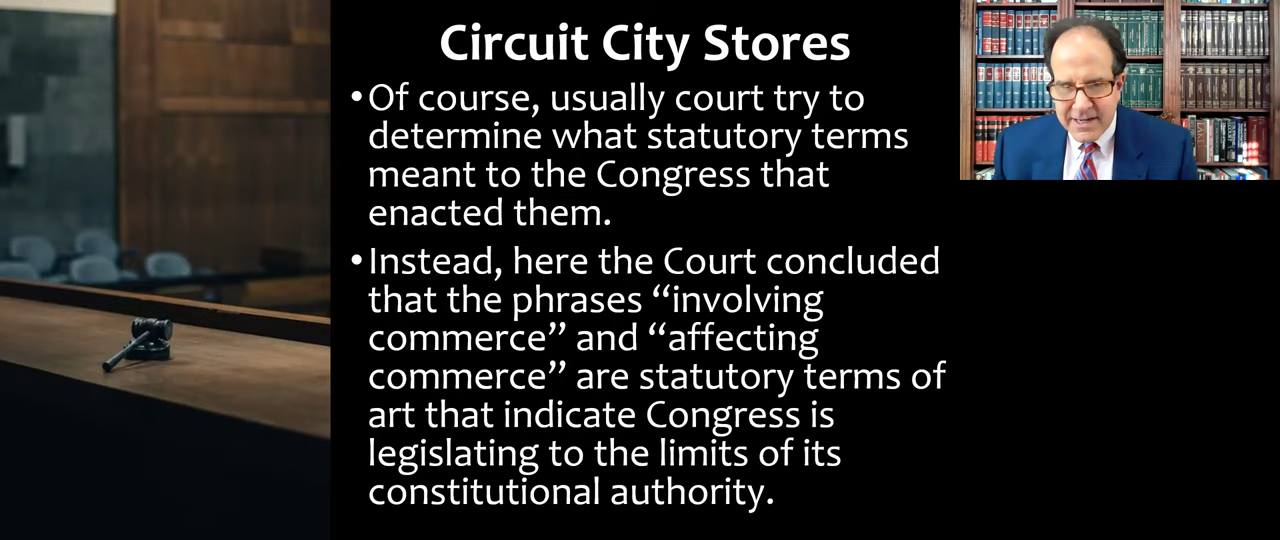 Circuit City Stores
•Of course, usually court try to
determine what statutory terms
meant to the Congress that
enacted them.
•Instead, here the Court concluded
that the phrases “involving
commerce” and “affecting
commerce” are statutory terms of
art that indicate Congress is
legislating to the limits of its
constitutional authority.